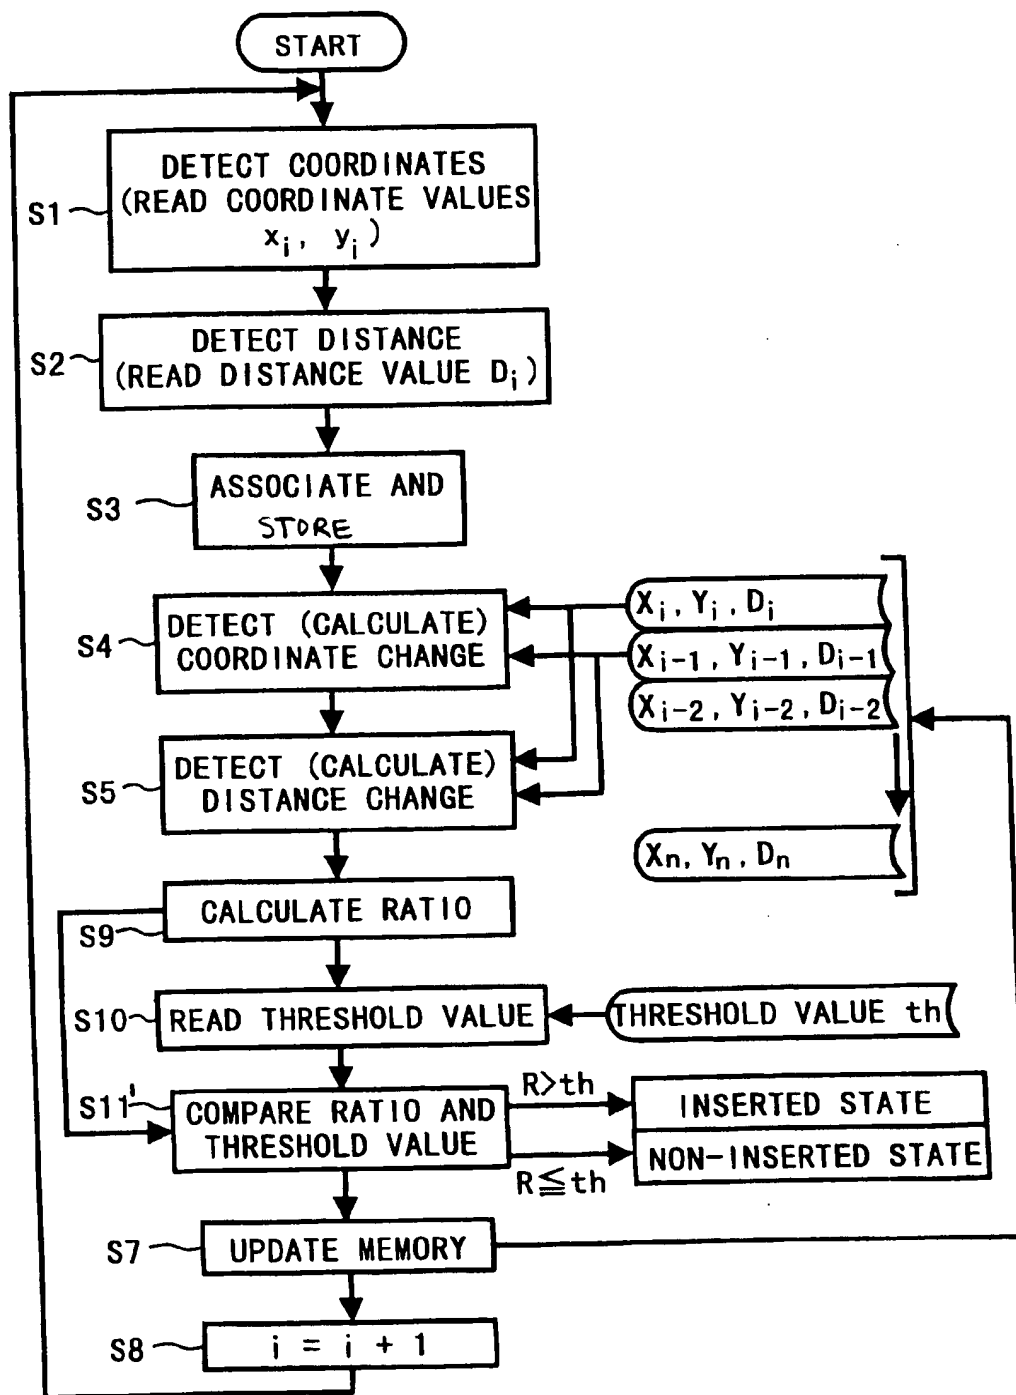 START
DETECT COORDINATES
(READ COORDINATE VALUES
xi, yi)
S1
DETECT DISTANCE
(READ DISTANCE VALUE Di)
S2
ASSOCIATE AND
STORE
S3
DETECT (CALCULATE)
COORDINATE CHANGE
S4
Xi, Yi, Di
Xi-1, Yi-1, Di-1
Xi-2, Yi-2, Di-2
Xn, Yn, Dn
DETECT (CALCULATE)
DISTANCE CHANGE
S5
CALCULATE RATIO
S9
S10
READ THRESHOLD VALUE
THRESHOLD VALUE th
S11'
COMPARE RATIO AND
THRESHOLD VALUE
R>th
INSERTED STATE
R≦th
NON-INSERTED STATE
S7
UPDATE MEMORY
S8
i = i + 1